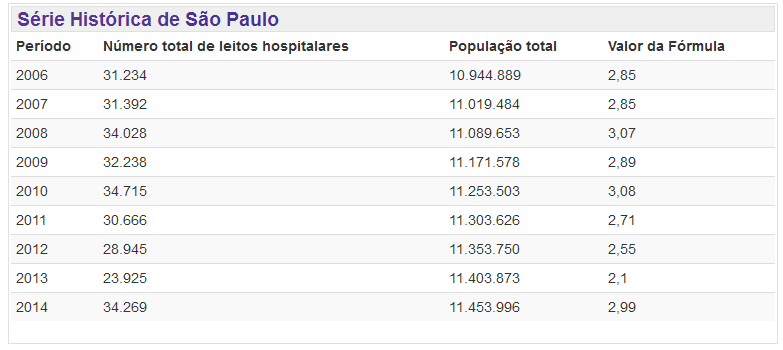 Série Histórica de São Paulo
Período Número total de leitos hospitalares População total Valor da Fórmula
2006 31.234 10.944.889 2,85
2007 31.392 11.019.484 2,85
2008 34.028 11.089.653 3,07
2009 32.238 11.171.578 2,89
2010 34.715 11.253.503 3,08
2011 30.666 11.303.626 2,71
2012 28.945 11.353.750 2,55
2013 23.925 11.403.873 2,1
2014 34.269 11.453.996 2,99